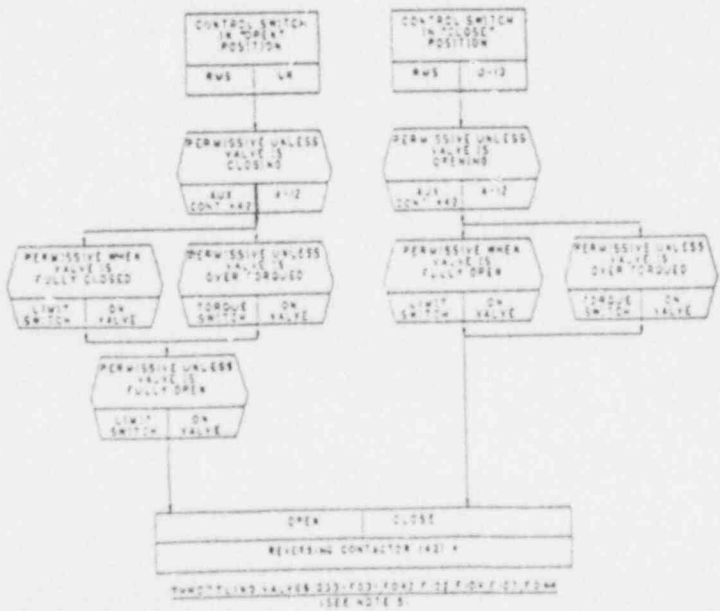 CONTROL SWITCH
IN "OPEN"
POSITION
RMS
CONTROL SWITCH
IN "CLOSE"
POSITION
RMS
PERMISSIVE UNLESS
VALVE IS
CLOSING
AUX
CONT
PERMISSIVE UNLESS
VALVE IS
OPENING
AUX
CONT
PERMISSIVE WHEN
VALVE IS
FULLY CLOSED
LIMIT
SWITCH
ON
VALVE
PERMISSIVE UNLESS
VALVE IS
OVER TORQUED
TORQUE
SWITCH
ON
VALVE
PERMISSIVE WHEN
VALVE IS
FULLY OPEN
LIMIT
SWITCH
ON
VALVE
PERMISSIVE UNLESS
VALVE IS
OVER TORQUED
TORQUE
SWITCH
ON
VALVE
PERMISSIVE UNLESS
VALVE IS
FULLY OPEN
LIMIT
SWITCH
ON
VALVE
OPEN
CLOSE
REVERSING CONTACTOR (42)
THROTTLING VALVES
(SEE NOTE 5)